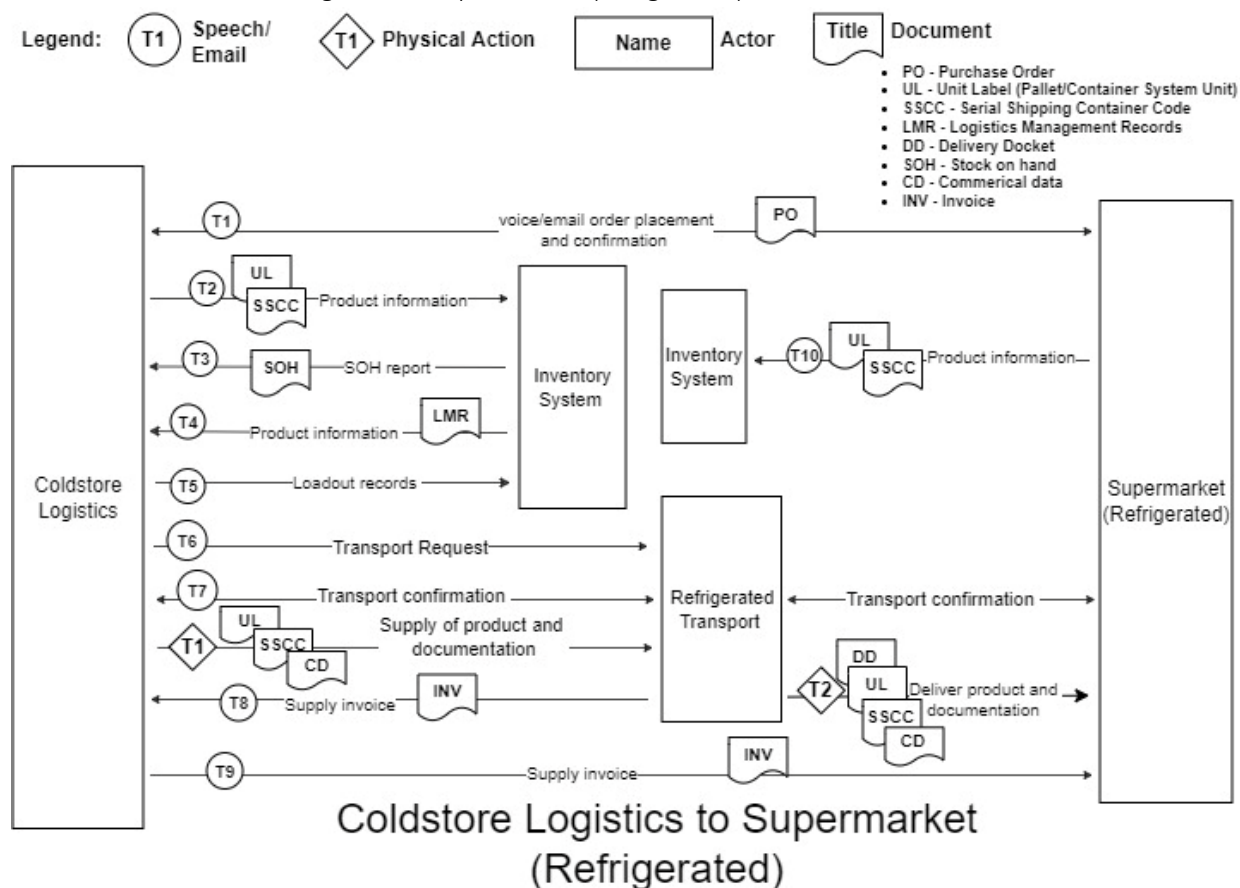 Legend:
T1
Speech/
Email
T1
Physical Action
Name
Actor
Title
Document
• PO - Purchase Order
• UL - Unit Label (Pallet/Container System Unit)
• SSCC - Serial Shipping Container Code
• LMR - Logistics Management Records
• DD - Delivery Docket
• SOH - Stock on hand
• CD - Commerical data
• INV - Invoice
Coldstore
Logistics
T1
voice/email order placement
and confirmation
PO
T2
UL
SSCC
Product information
T3
SOH
SOH report
T4
Product information
LMR
T5
Loadout records
Inventory
System
Inventory
System
T10
UL
SSCC
Product information
T6
Transport Request
T7
Transport confirmation
Refrigerated
Transport
Transport confirmation
T1
UL
SSCC
CD
Supply of product and
documentation
T2
DD
UL
SSCC
CD
Deliver product and
documentation
T8
Supply invoice
INV
T9
Supply invoice
INV
Supermarket
(Refrigerated)
Coldstore Logistics to Supermarket
(Refrigerated)